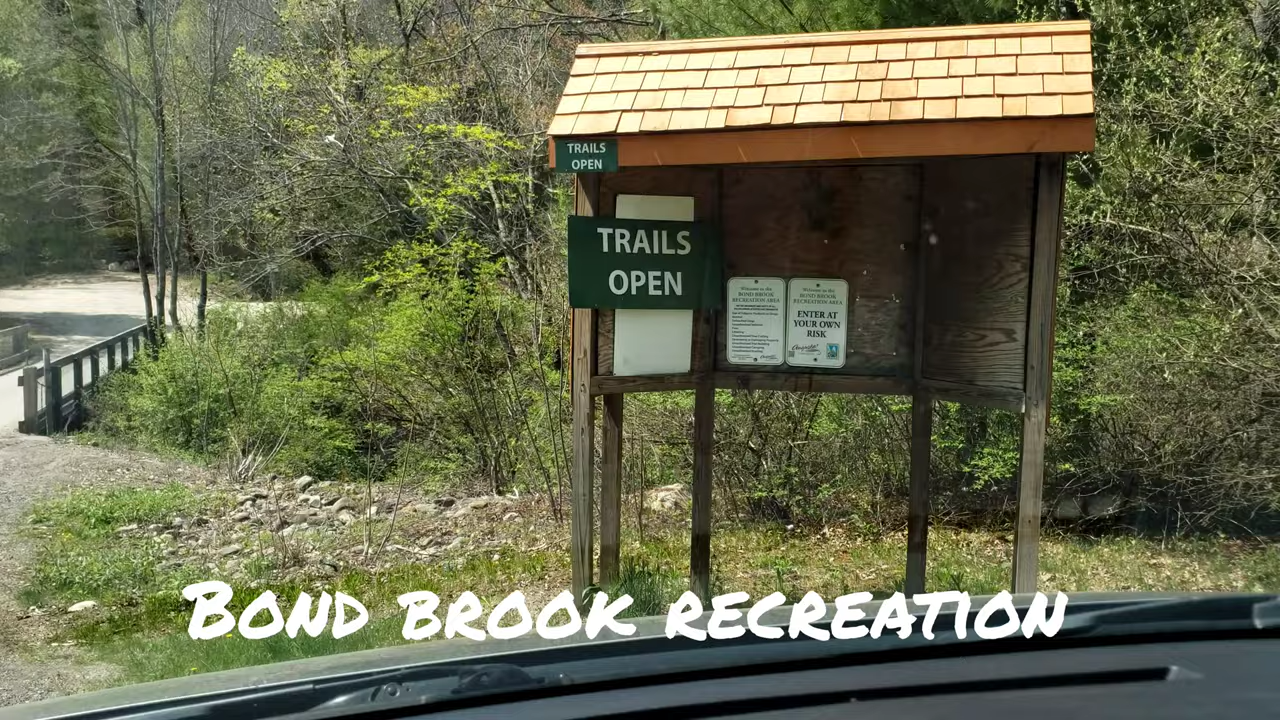 TRAILS
OPEN
TRAILS
OPEN
Welcome to the
BOND BROOK
RECREATION AREA
Welcome to the
BOND BROOK
RECREATION AREA
ENTER AT
YOUR OWN
RISK
Augusta
BOND BROOK RECREATION